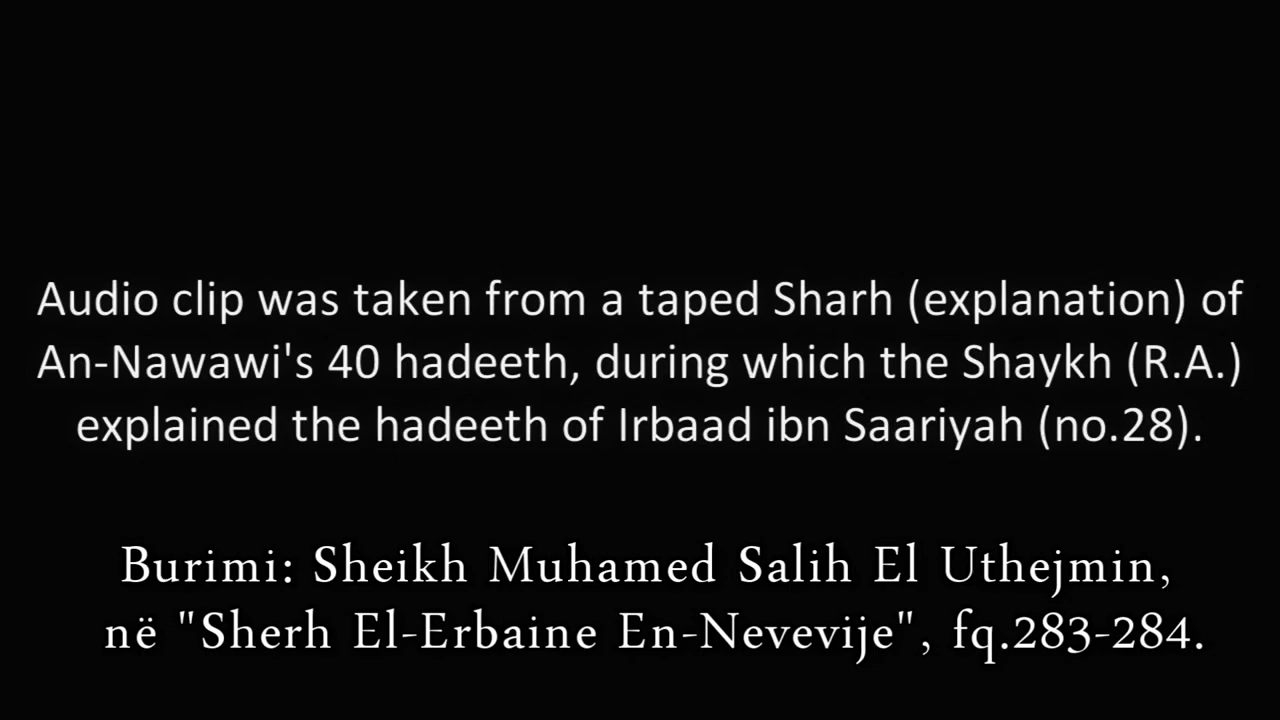 Audio clip was taken from a taped Sharh (explanation) of
An-Nawawi's 40 hadeeth, during which the Shaykh (R.A.)
explained the hadeeth of Irbaad ibn Saariyah (no.28).
Burimi: Sheikh Muhamed Salih El Uthejmin,
në "Sherh El-Erbaine En-Nevevije", fq.283-284.